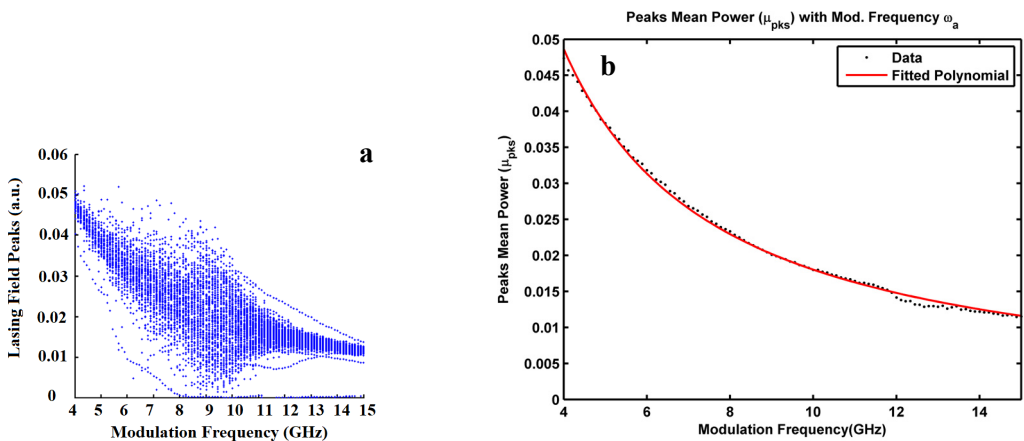 a
0.06
0.05
0.04
0.03
0.02
0.01
0
Lasing Field Peaks (a.u.)
4 5 6 7 8 9 10 11 12 13 14 15
Modulation Frequency (GHz)
Peaks Mean Power (μpks) with Mod. Frequency ωa
b
Data
Fitted Polynomial
0.05
0.045
0.04
0.035
0.03
0.025
0.02
0.015
0.01
0.005
0
Peaks Mean Power (μpks)
4 6 8 10 12 14
Modulation Frequency(GHz)